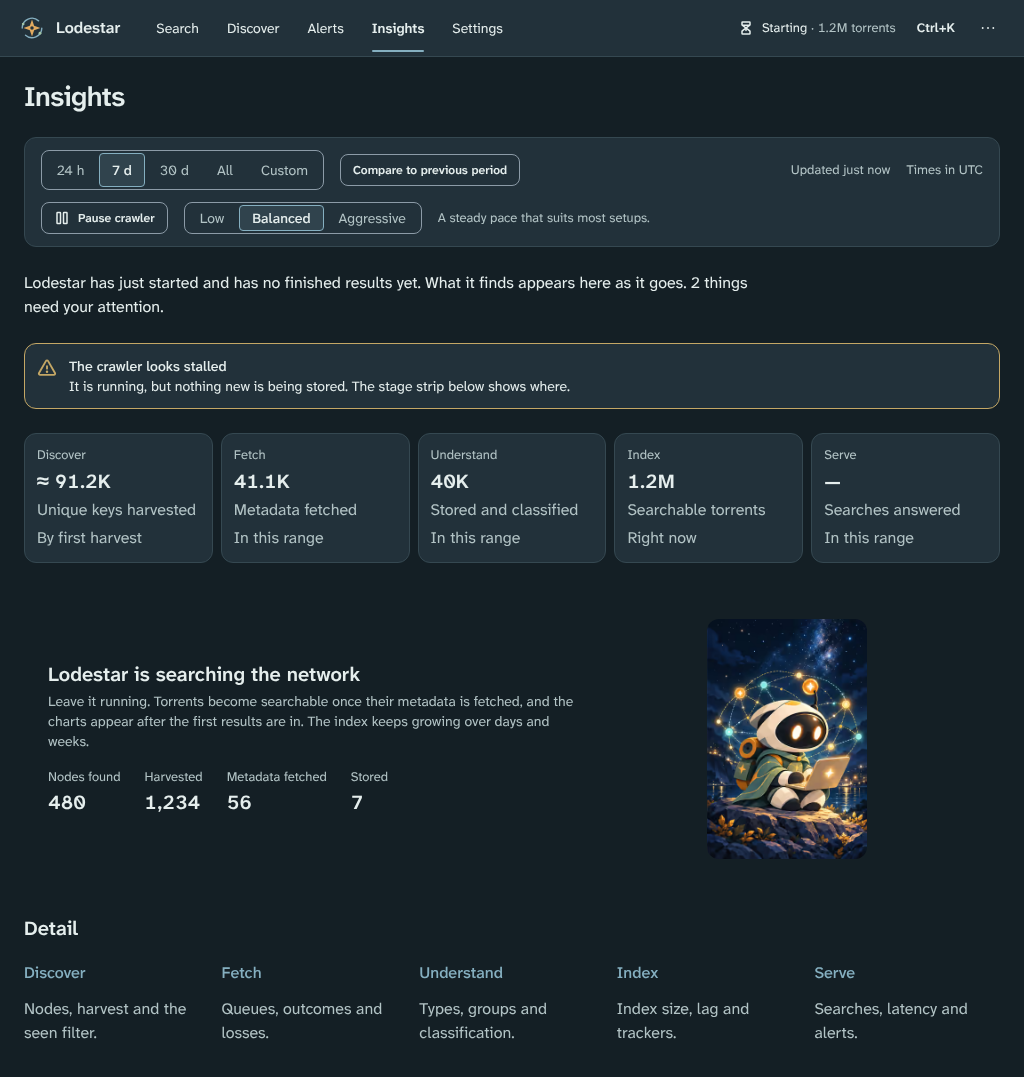 Lodestar
Search
Discover
Alerts
Insights
Settings
Starting · 1.2M torrents
Ctrl+K
Insights
24 h
7 d
30 d
All
Custom
Compare to previous period
Updated just now
Times in UTC
Pause crawler
Low
Balanced
Aggressive
A steady pace that suits most setups.
Lodestar has just started and has no finished results yet. What it finds appears here as it goes. 2 things
need your attention.
The crawler looks stalled
It is running, but nothing new is being stored. The stage strip below shows where.
Discover
≈ 91.2K
Unique keys harvested
By first harvest
Fetch
41.1K
Metadata fetched
In this range
Understand
40K
Stored and classified
In this range
Index
1.2M
Searchable torrents
Right now
Serve
—
Searches answered
In this range
Lodestar is searching the network
Leave it running. Torrents become searchable once their metadata is fetched, and the
charts appear after the first results are in. The index keeps growing over days and
weeks.
Nodes found
480
Harvested
1,234
Metadata fetched
56
Stored
7
Detail
Discover
Nodes, harvest and the
seen filter.
Fetch
Queues, outcomes and
losses.
Understand
Types, groups and
classification.
Index
Index size, lag and
trackers.
Serve
Searches, latency and
alerts.